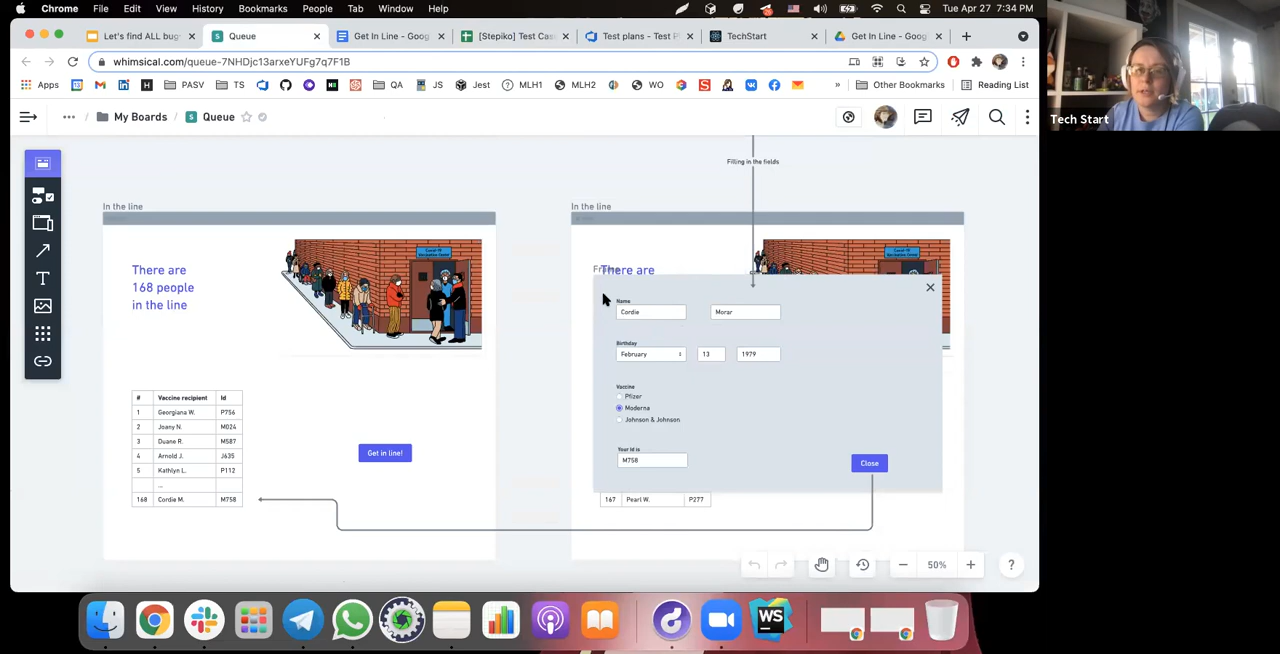 Chrome File Edit View History Bookmarks People Tab Window Help
Tue Apr 27 7:34 PM
Let's find ALL bug
Queue
Get In Line - Goog
[Stepiko] Test Cas
Test plans - Test P
TechStart
Get In Line - Goog
whimsical.com/queue-7NHDjc13arxeYUFg7q7F1B
Apps
PASV
TS
QA
JS
Jest
MLH1
MLH2
WO
»
Other Bookmarks
Reading List
/ My Boards / Queue
Tech Start
Filling in the fields
In the line
In the line
There are
168 people
in the line
There are
Name
Cordie Morar
Birthday
February 13 1979
Vaccine
Pfizer
Moderna
Johnson & Johnson
Your Id is
M758
Close
# Vaccine recipient Id
1 Georgiana W. P756
2 Joany N. M024
3 Duane R. M587
4 Arnold J. J635
5 Kathlyn L. P112
...
168 Cordie M. M758
Get in line!
167 Pearl W. P277
50%
?
WS